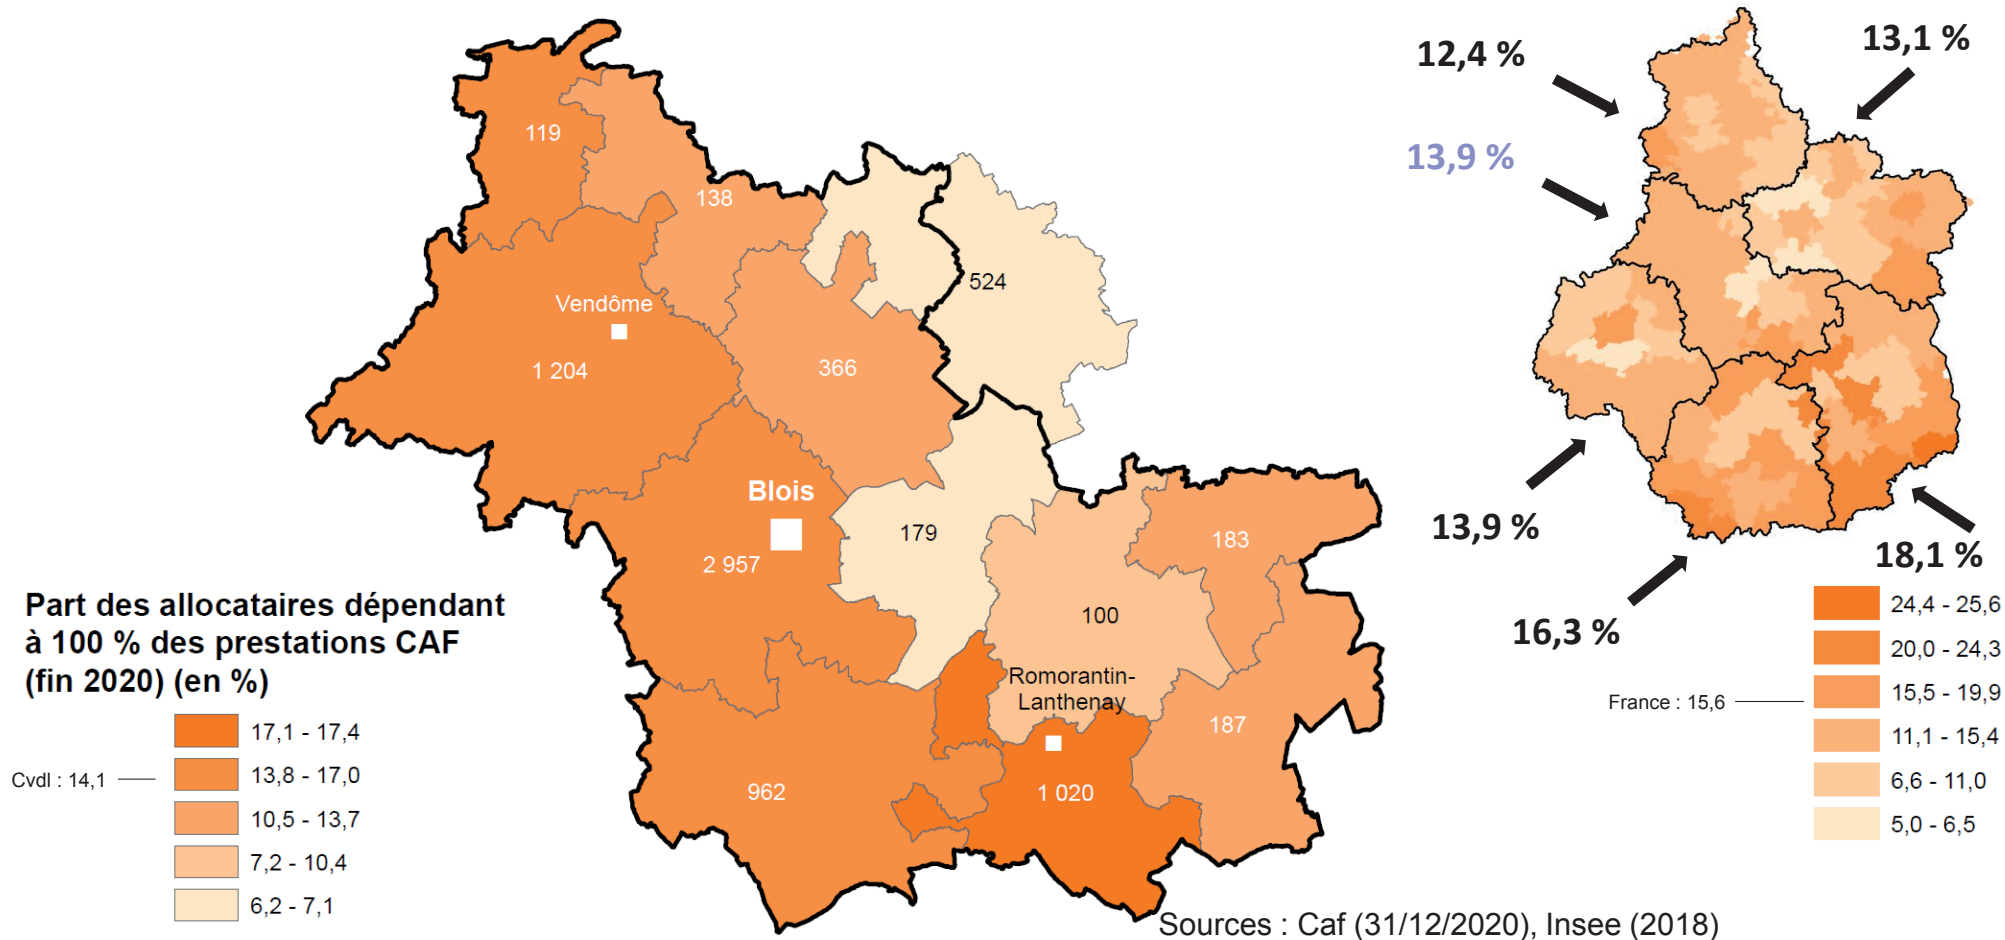 12,4 %
13,1 %
13,9 %
119
138
524
Vendôme
1 204
366
Blois
2 957
179
183
100
Romorantin-
Lanthenay
187
962
1 020
13,9 %
18,1 %
16,3 %
Part des allocataires dépendant
à 100 % des prestations CAF
(fin 2020) (en %)
17,1 - 17,4
Cvdl : 14,1
13,8 - 17,0
10,5 - 13,7
7,2 - 10,4
6,2 - 7,1
24,4 - 25,6
20,0 - 24,3
France : 15,6
15,5 - 19,9
11,1 - 15,4
6,6 - 11,0
5,0 - 6,5
Sources : Caf (31/12/2020), Insee (2018)